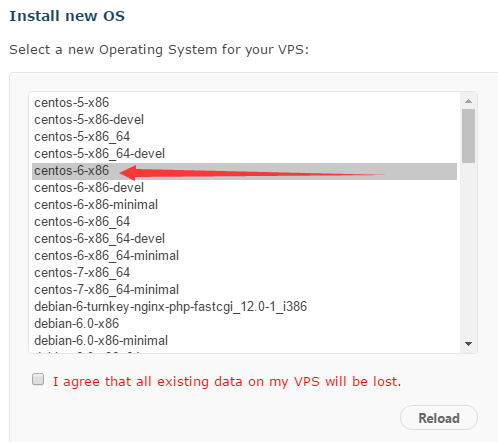 Install new OS
Select a new Operating System for your VPS:
centos-5-x86
centos-5-x86-devel
centos-5-x86_64
centos-5-x86_64-devel
centos-6-x86
centos-6-x86-devel
centos-6-x86-minimal
centos-6-x86_64
centos-6-x86_64-devel
centos-6-x86_64-minimal
centos-7-x86_64
centos-7-x86_64-minimal
debian-6-turnkey-nginx-php-fastcgi_12.0-1_i386
debian-6.0-x86
debian-6.0-x86-minimal
I agree that all existing data on my VPS will be lost.
Reload